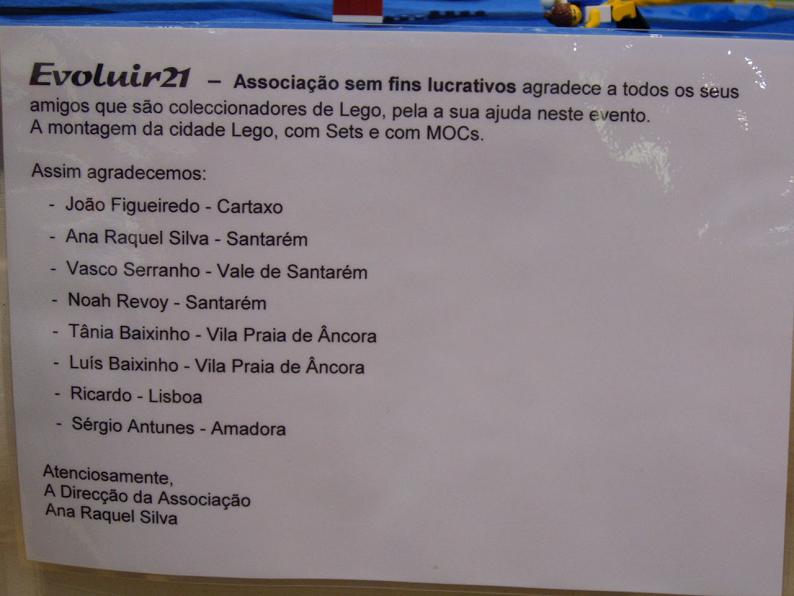 Evoluir21 – Associação sem fins lucrativos agradece a todos os seus
amigos que são coleccionadores de Lego, pela a sua ajuda neste evento.
A montagem da cidade Lego, com Sets e com MOCs.
Assim agradecemos:
- João Figueiredo - Cartaxo
- Ana Raquel Silva - Santarém
- Vasco Serranho - Vale de Santarém
- Noah Revoy - Santarém
- Tânia Baixinho - Vila Praia de Âncora
- Luís Baixinho - Vila Praia de Âncora
- Ricardo - Lisboa
- Sérgio Antunes - Amadora
Atenciosamente,
A Direcção da Associação
Ana Raquel Silva